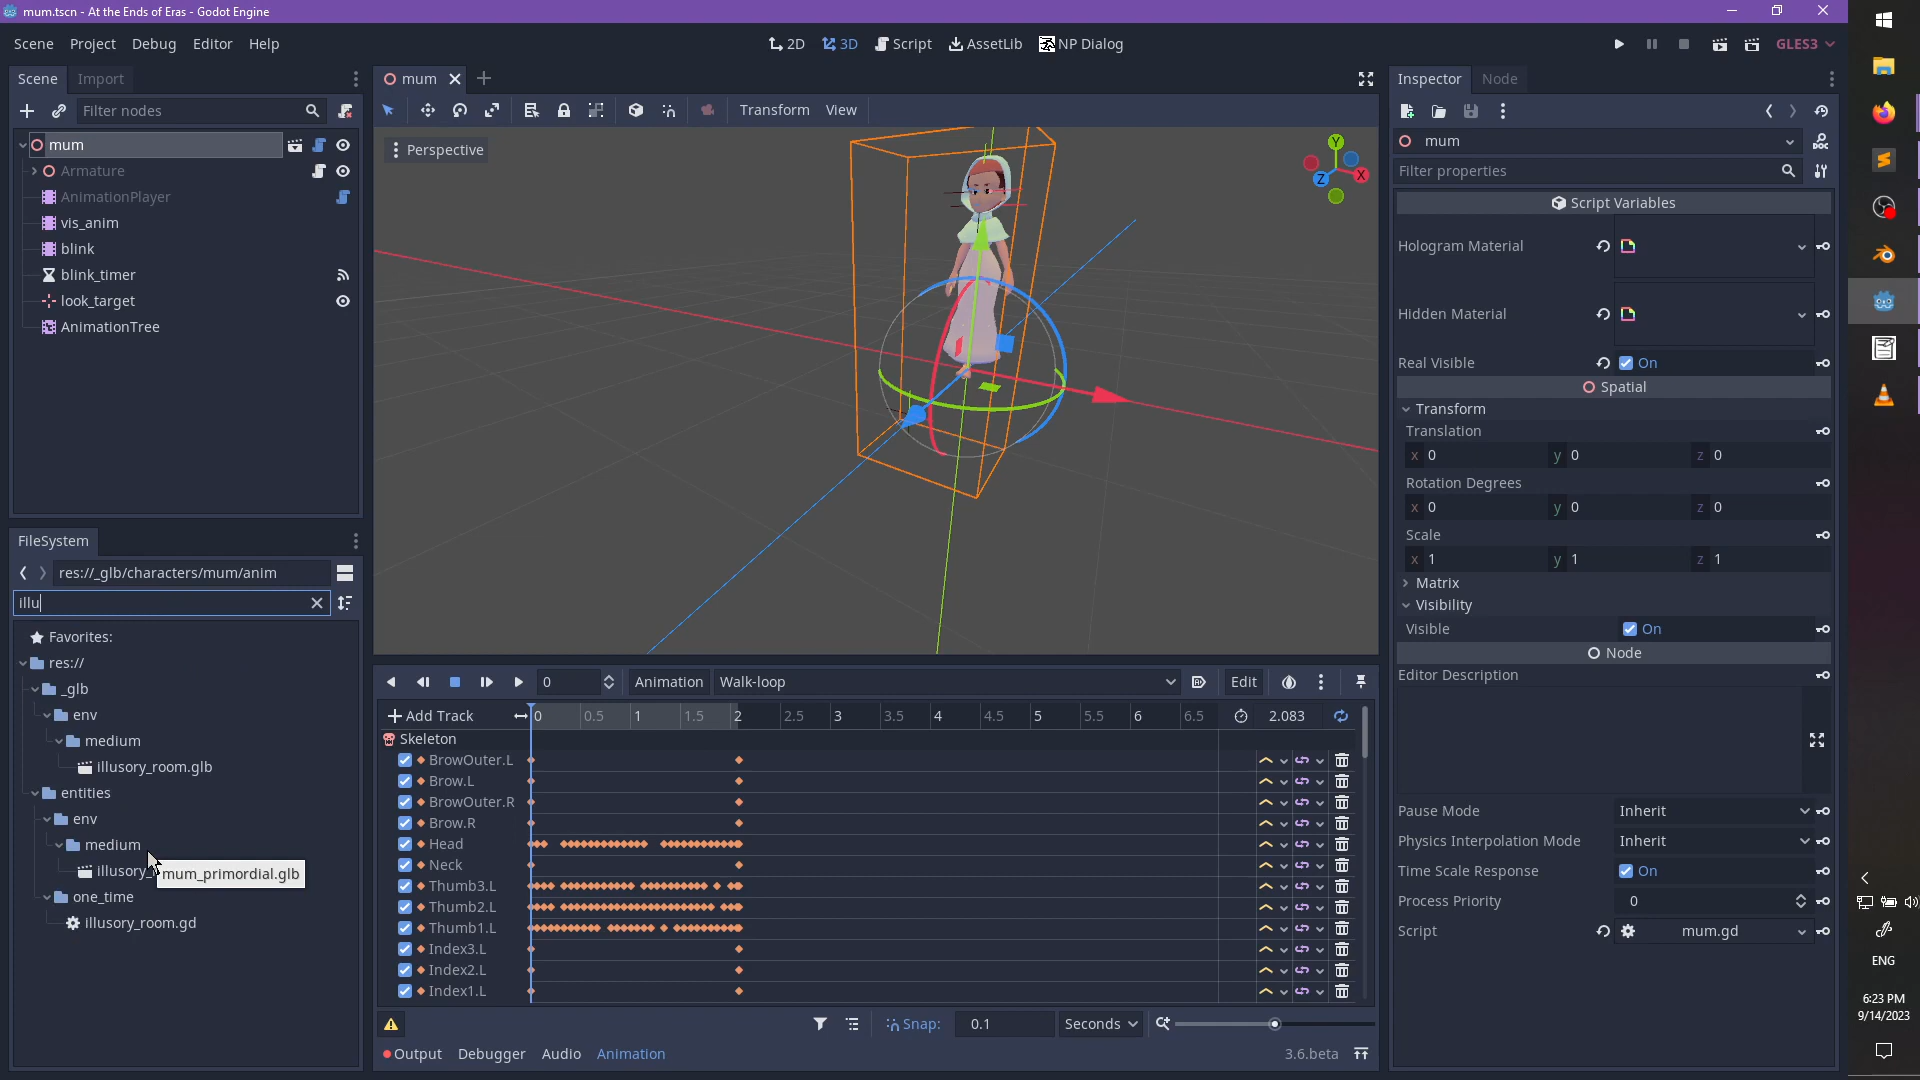 mum.tscn - At the Ends of Eras - Godot Engine
Scene Project Debug Editor Help
2D 3D Script AssetLib NP Dialog
GLES3
Scene Import
Filter nodes
mum
Armature
AnimationPlayer
vis_anim
blink
blink_timer
look_target
AnimationTree
FileSystem
res://_glb/characters/mum/anim
illu
Favorites:
res://
_glb
env
medium
illusory_room.glb
entities
env
medium
illusory_
mum_primordial.glb
one_time
illusory_room.gd
mum
Transform View
Perspective
Y
X
Z
0 Animation Walk-loop Edit
Add Track 0 0.5 1 1.5 2 2.5 3 3.5 4 4.5 5 5.5 6 6.5 2.083
Skeleton
BrowOuter.L
Brow.L
BrowOuter.R
Brow.R
Head
Neck
Thumb3.L
Thumb2.L
Thumb1.L
Index3.L
Index2.L
Index1.L
Snap: 0.1 Seconds
Output Debugger Audio Animation 3.6.beta
Inspector Node
mum
Filter properties
Script Variables
Hologram Material
Hidden Material
Real Visible On
Spatial
Transform
Translation
x 0 y 0 z 0
Rotation Degrees
x 0 y 0 z 0
Scale
x 1 y 1 z 1
Matrix
Visibility
Visible On
Node
Editor Description
Pause Mode Inherit
Physics Interpolation Mode Inherit
Time Scale Response On
Process Priority 0
Script mum.gd
ENG
6:23 PM
9/14/2023